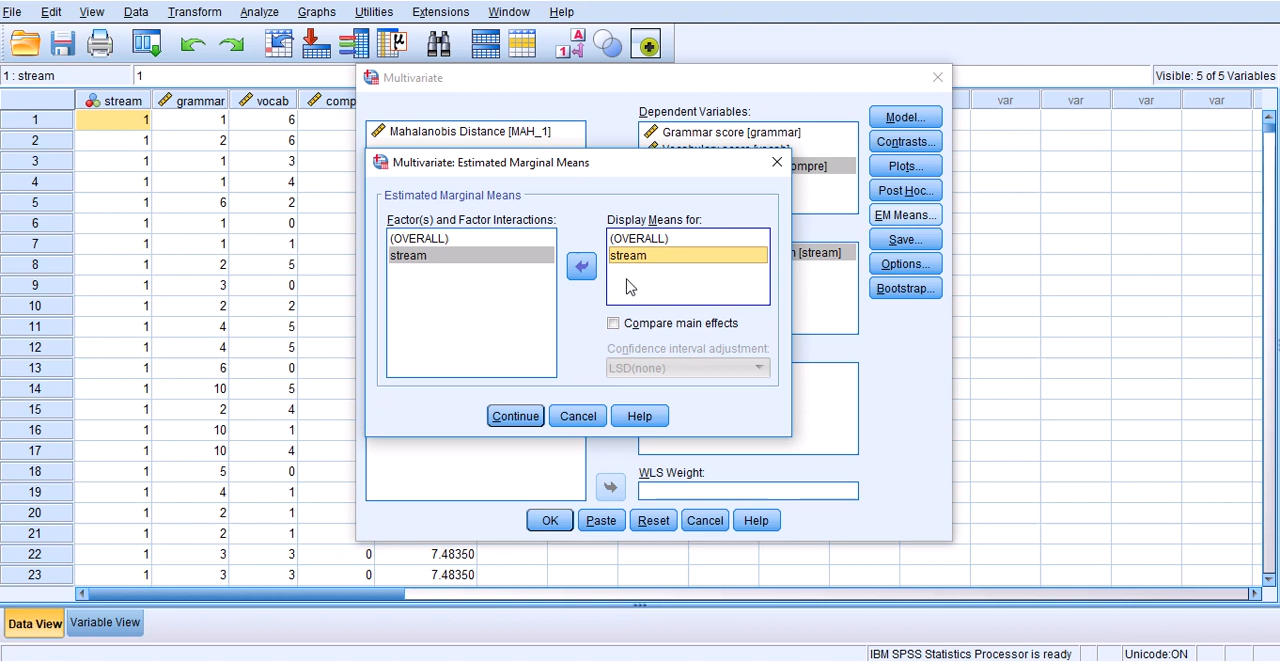 File Edit View Data Transform Analyze Graphs Utilities Extensions Window Help
1 : stream 1 Visible: 5 of 5 Variables
stream grammar vocab comp var var var var
1 1 1 6
2 1 2 6
3 1 1 3
4 1 1 4
5 1 6 2
6 1 1 0
7 1 1 1
8 1 2 5
9 1 3 0
10 1 2 2
11 1 4 5
12 1 4 5
13 1 6 0
14 1 10 5
15 1 2 4
16 1 10 1
17 1 10 4
18 1 5 0
19 1 4 1
20 1 2 1
21 1 2 1
22 1 3 3 0 7.48350
23 1 3 3 0 7.48350
Multivariate
Mahalanobis Distance [MAH_1]
Dependent Variables:
Grammar score [grammar]
Vocabulary score [vocab]
ompre]
m [stream]
WLS Weight:
Model...
Contrasts...
Plots...
Post Hoc...
EM Means...
Save...
Options...
Bootstrap...
OK Paste Reset Cancel Help
Multivariate: Estimated Marginal Means
Estimated Marginal Means
Factor(s) and Factor Interactions:
(OVERALL)
stream
Display Means for:
(OVERALL)
stream
Compare main effects
Confidence interval adjustment:
LSD(none)
Continue Cancel Help
Data View Variable View
IBM SPSS Statistics Processor is ready Unicode:ON